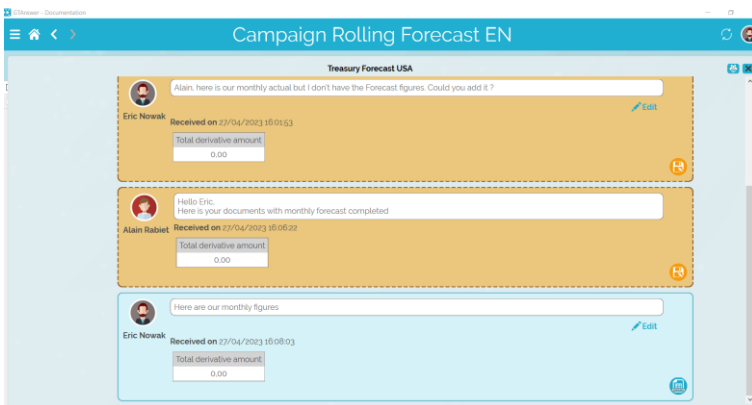 GTAnswer - Documentation
Campaign Rolling Forecast EN
Treasury Forecast USA
Alain, here is our monthly actual but I don't have the Forecast figures. Could you add it ?
Edit
Eric Nowak
Received on 27/04/2023 16:01:53
Total derivative amount
0.00
Hello Eric,
Here is your documents with monthly forecast completed
Alain Rabiet
Received on 27/04/2023 16:06:22
Total derivative amount
0.00
Here are our monthly figures
Edit
Eric Nowak
Received on 27/04/2023 16:08:03
Total derivative amount
0.00